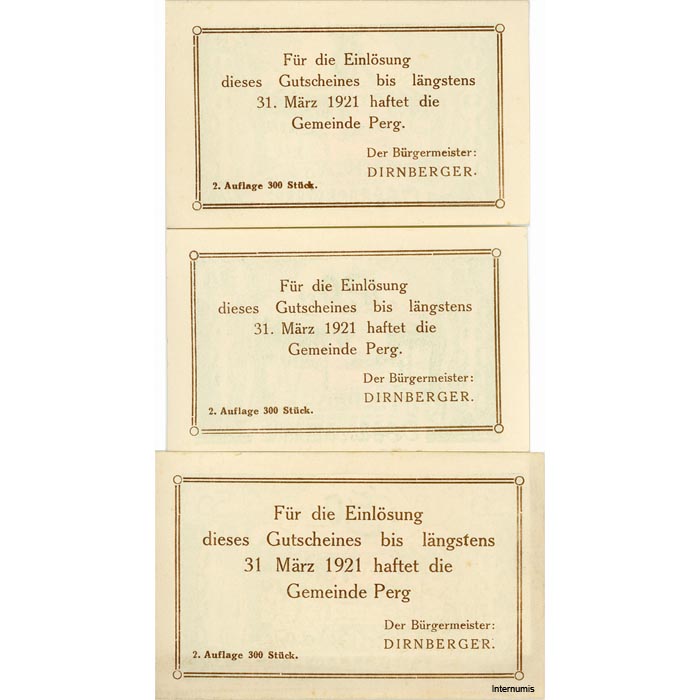 Für die Einlösung
dieses Gutscheines bis längstens
31. März 1921 haftet die
Gemeinde Perg.
Der Bürgermeister:
DIRNBERGER.
2. Auflage 300 Stück.
Für die Einlösung
dieses Gutscheines bis längstens
31. März 1921 haftet die
Gemeinde Perg.
Der Bürgermeister:
DIRNBERGER.
2. Auflage 300 Stück.
Für die Einlösung
dieses Gutscheines bis längstens
31 März 1921 haftet die
Gemeinde Perg
Der Bürgermeister:
DIRNBERGER.
2. Auflage 300 Stück.
Internumis